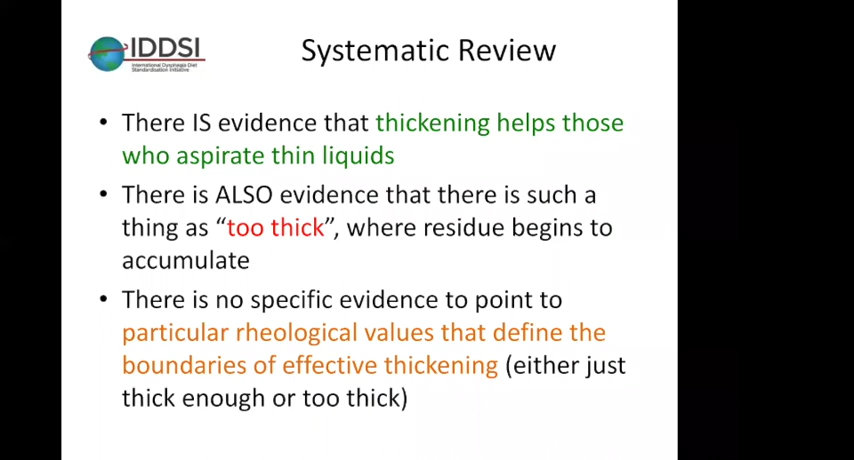 IDDSI
International Dysphagia Diet
Standardisation Initiative
Systematic Review
• There IS evidence that thickening helps those
who aspirate thin liquids
• There is ALSO evidence that there is such a
thing as “too thick”, where residue begins to
accumulate
• There is no specific evidence to point to
particular rheological values that define the
boundaries of effective thickening (either just
thick enough or too thick)